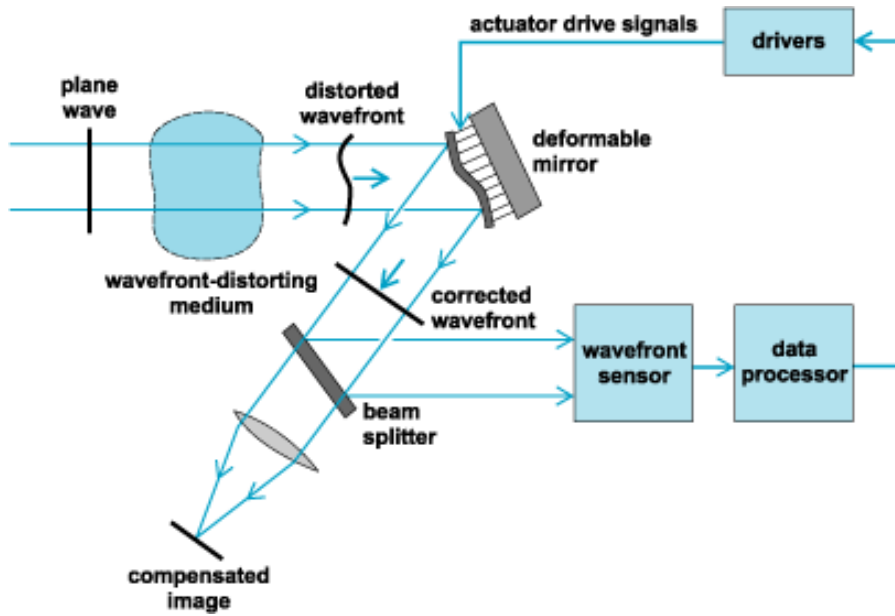 actuator drive signals
drivers
plane
wave
distorted
wavefront
deformable
mirror
wavefront-distorting
medium
corrected
wavefront
wavefront
sensor
data
processor
beam
splitter
compensated
image